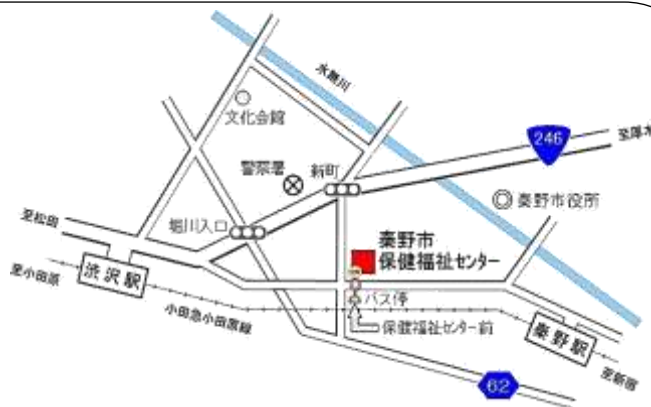 水無川
246
至厚木
文化会館
警察署
新町
秦野市役所
堀川入口
至松田
秦野市
保健福祉センター
至小田原
渋沢駅
小田急小田原線
バス停
保健福祉センター前
秦野駅
至新宿
62